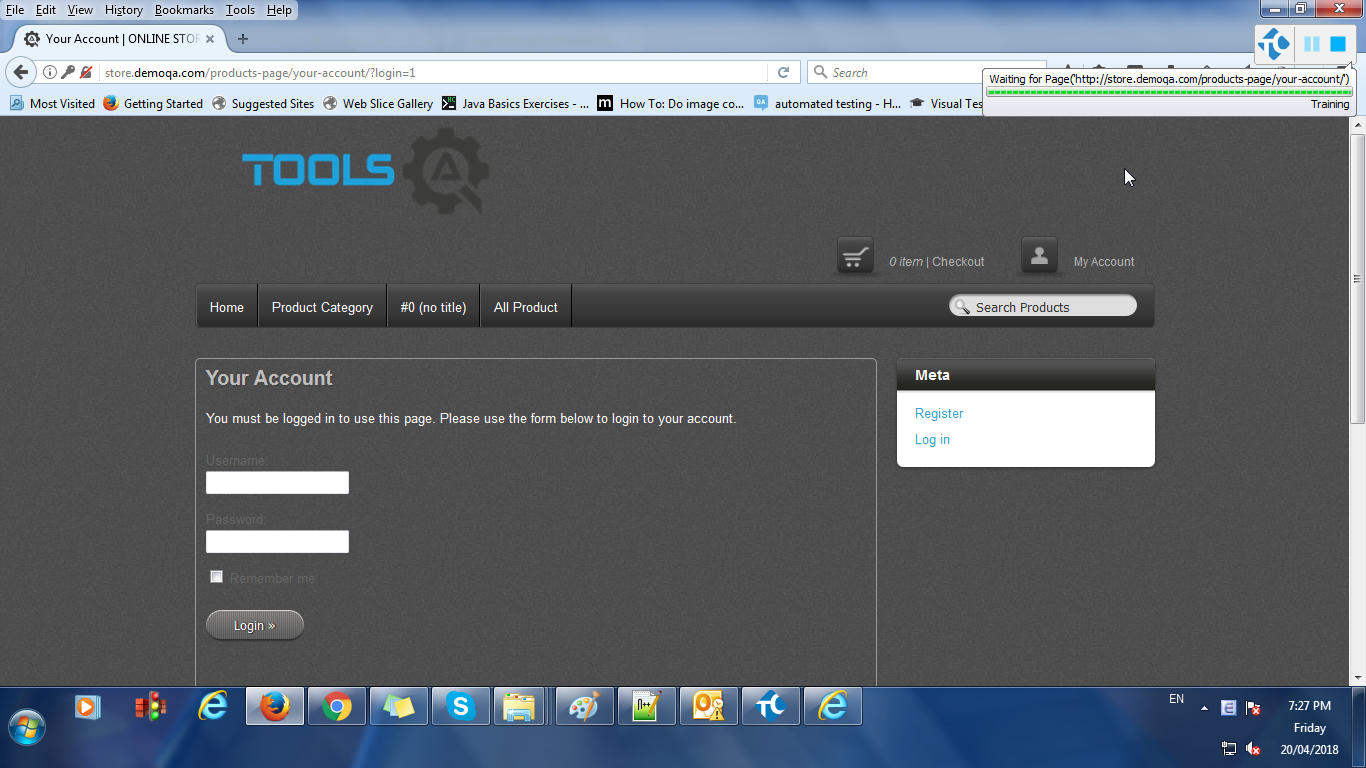 File Edit View History Bookmarks Tools Help
Your Account | ONLINE STOR
store.demoqa.com/products-page/your-account/?login=1
Search
Waiting for Page('http://store.demoqa.com/products-page/your-account/')
Training
Most Visited Getting Started Suggested Sites Web Slice Gallery Java Basics Exercises - ... How To: Do image co... automated testing - H... Visual Tes
TOOLS QA
0 item | Checkout My Account
Home Product Category #0 (no title) All Product Search Products
Your Account
Meta
You must be logged in to use this page. Please use the form below to login to your account.
Register
Log in
Username:
Password:
Remember me
Login »
EN
7:27 PM
Friday
20/04/2018